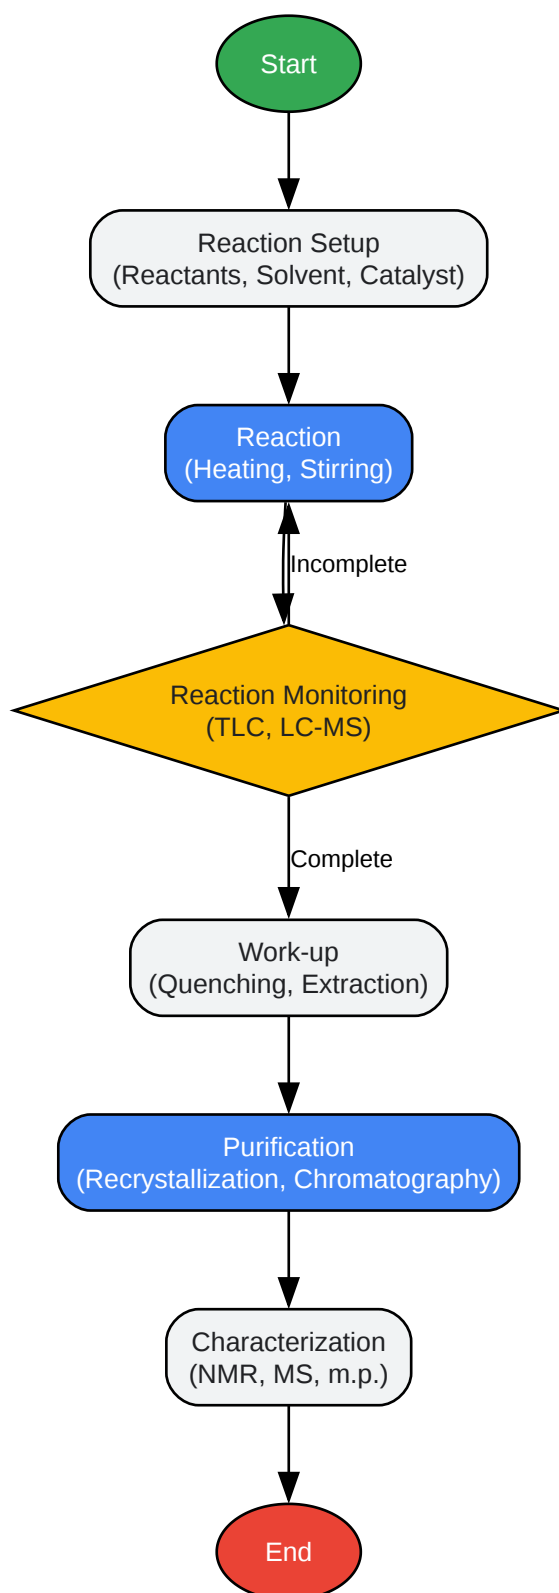 Start
Reaction Setup
(Reactants, Solvent, Catalyst)
Reaction
(Heating, Stirring)
Incomplete
Reaction Monitoring
(TLC, LC-MS)
Complete
Work-up
(Quenching, Extraction)
Purification
(Recrystallization, Chromatography)
Characterization
(NMR, MS, m.p.)
End